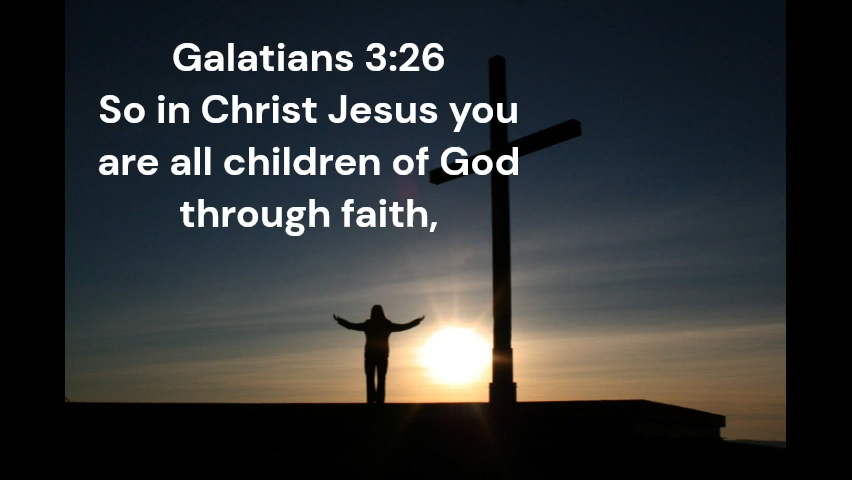 Galatians 3:26
So in Christ Jesus you
are all children of God
through faith,